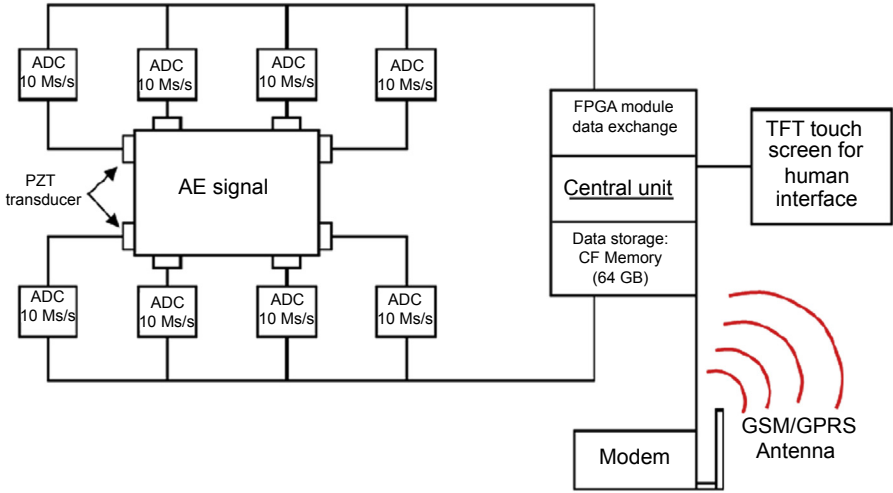 ADC
10 Ms/s
ADC
10 Ms/s
ADC
10 Ms/s
ADC
10 Ms/s
PZT
transducer
AE signal
FPGA module
data exchange
Central unit
Data storage:
CF Memory
(64 GB)
TFT touch
screen for
human
interface
ADC
10 Ms/s
ADC
10 Ms/s
ADC
10 Ms/s
ADC
10 Ms/s
GSM/GPRS
Antenna
Modem